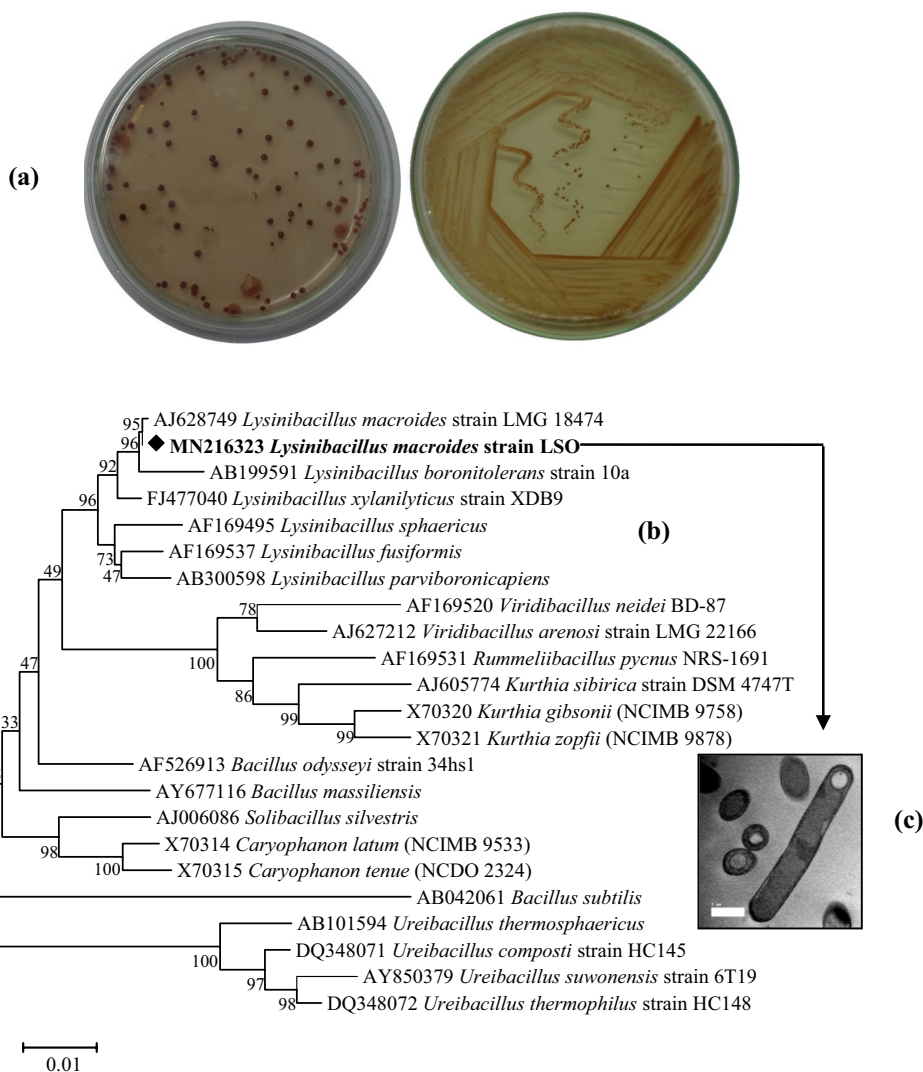 (a)
95
AJ628749 Lysinibacillus macroides strain LMG 18474
96
MN216323 Lysinibacillus macroides strain LSO
92
AB199591 Lysinibacillus boronitolerans strain 10a
96
FJ477040 Lysinibacillus xylanilyticus strain XDB9
AF169495 Lysinibacillus sphaericus
(b)
73
AF169537 Lysinibacillus fusiformis
47
AB300598 Lysinibacillus parviboronicapiens
49
78
AF169520 Viridibacillus neidei BD-87
AJ627212 Viridibacillus arenosi strain LMG 22166
100
AF169531 Rummeliibacillus pycnus NRS-1691
47
86
AJ605774 Kurthia sibirica strain DSM 4747T
99
X70320 Kurthia gibsonii (NCIMB 9758)
33
99
X70321 Kurthia zopfii (NCIMB 9878)
AF526913 Bacillus odysseyi strain 34hs1
AY677116 Bacillus massiliensis
AJ006086 Solibacillus silvestris
(c)
98
X70314 Caryophanon latum (NCIMB 9533)
100
X70315 Caryophanon tenue (NCDO 2324)
AB042061 Bacillus subtilis
AB101594 Ureibacillus thermosphaericus
100
DQ348071 Ureibacillus composti strain HC145
97
AY850379 Ureibacillus suwonensis strain 6T19
98
DQ348072 Ureibacillus thermophilus strain HC148
0.01